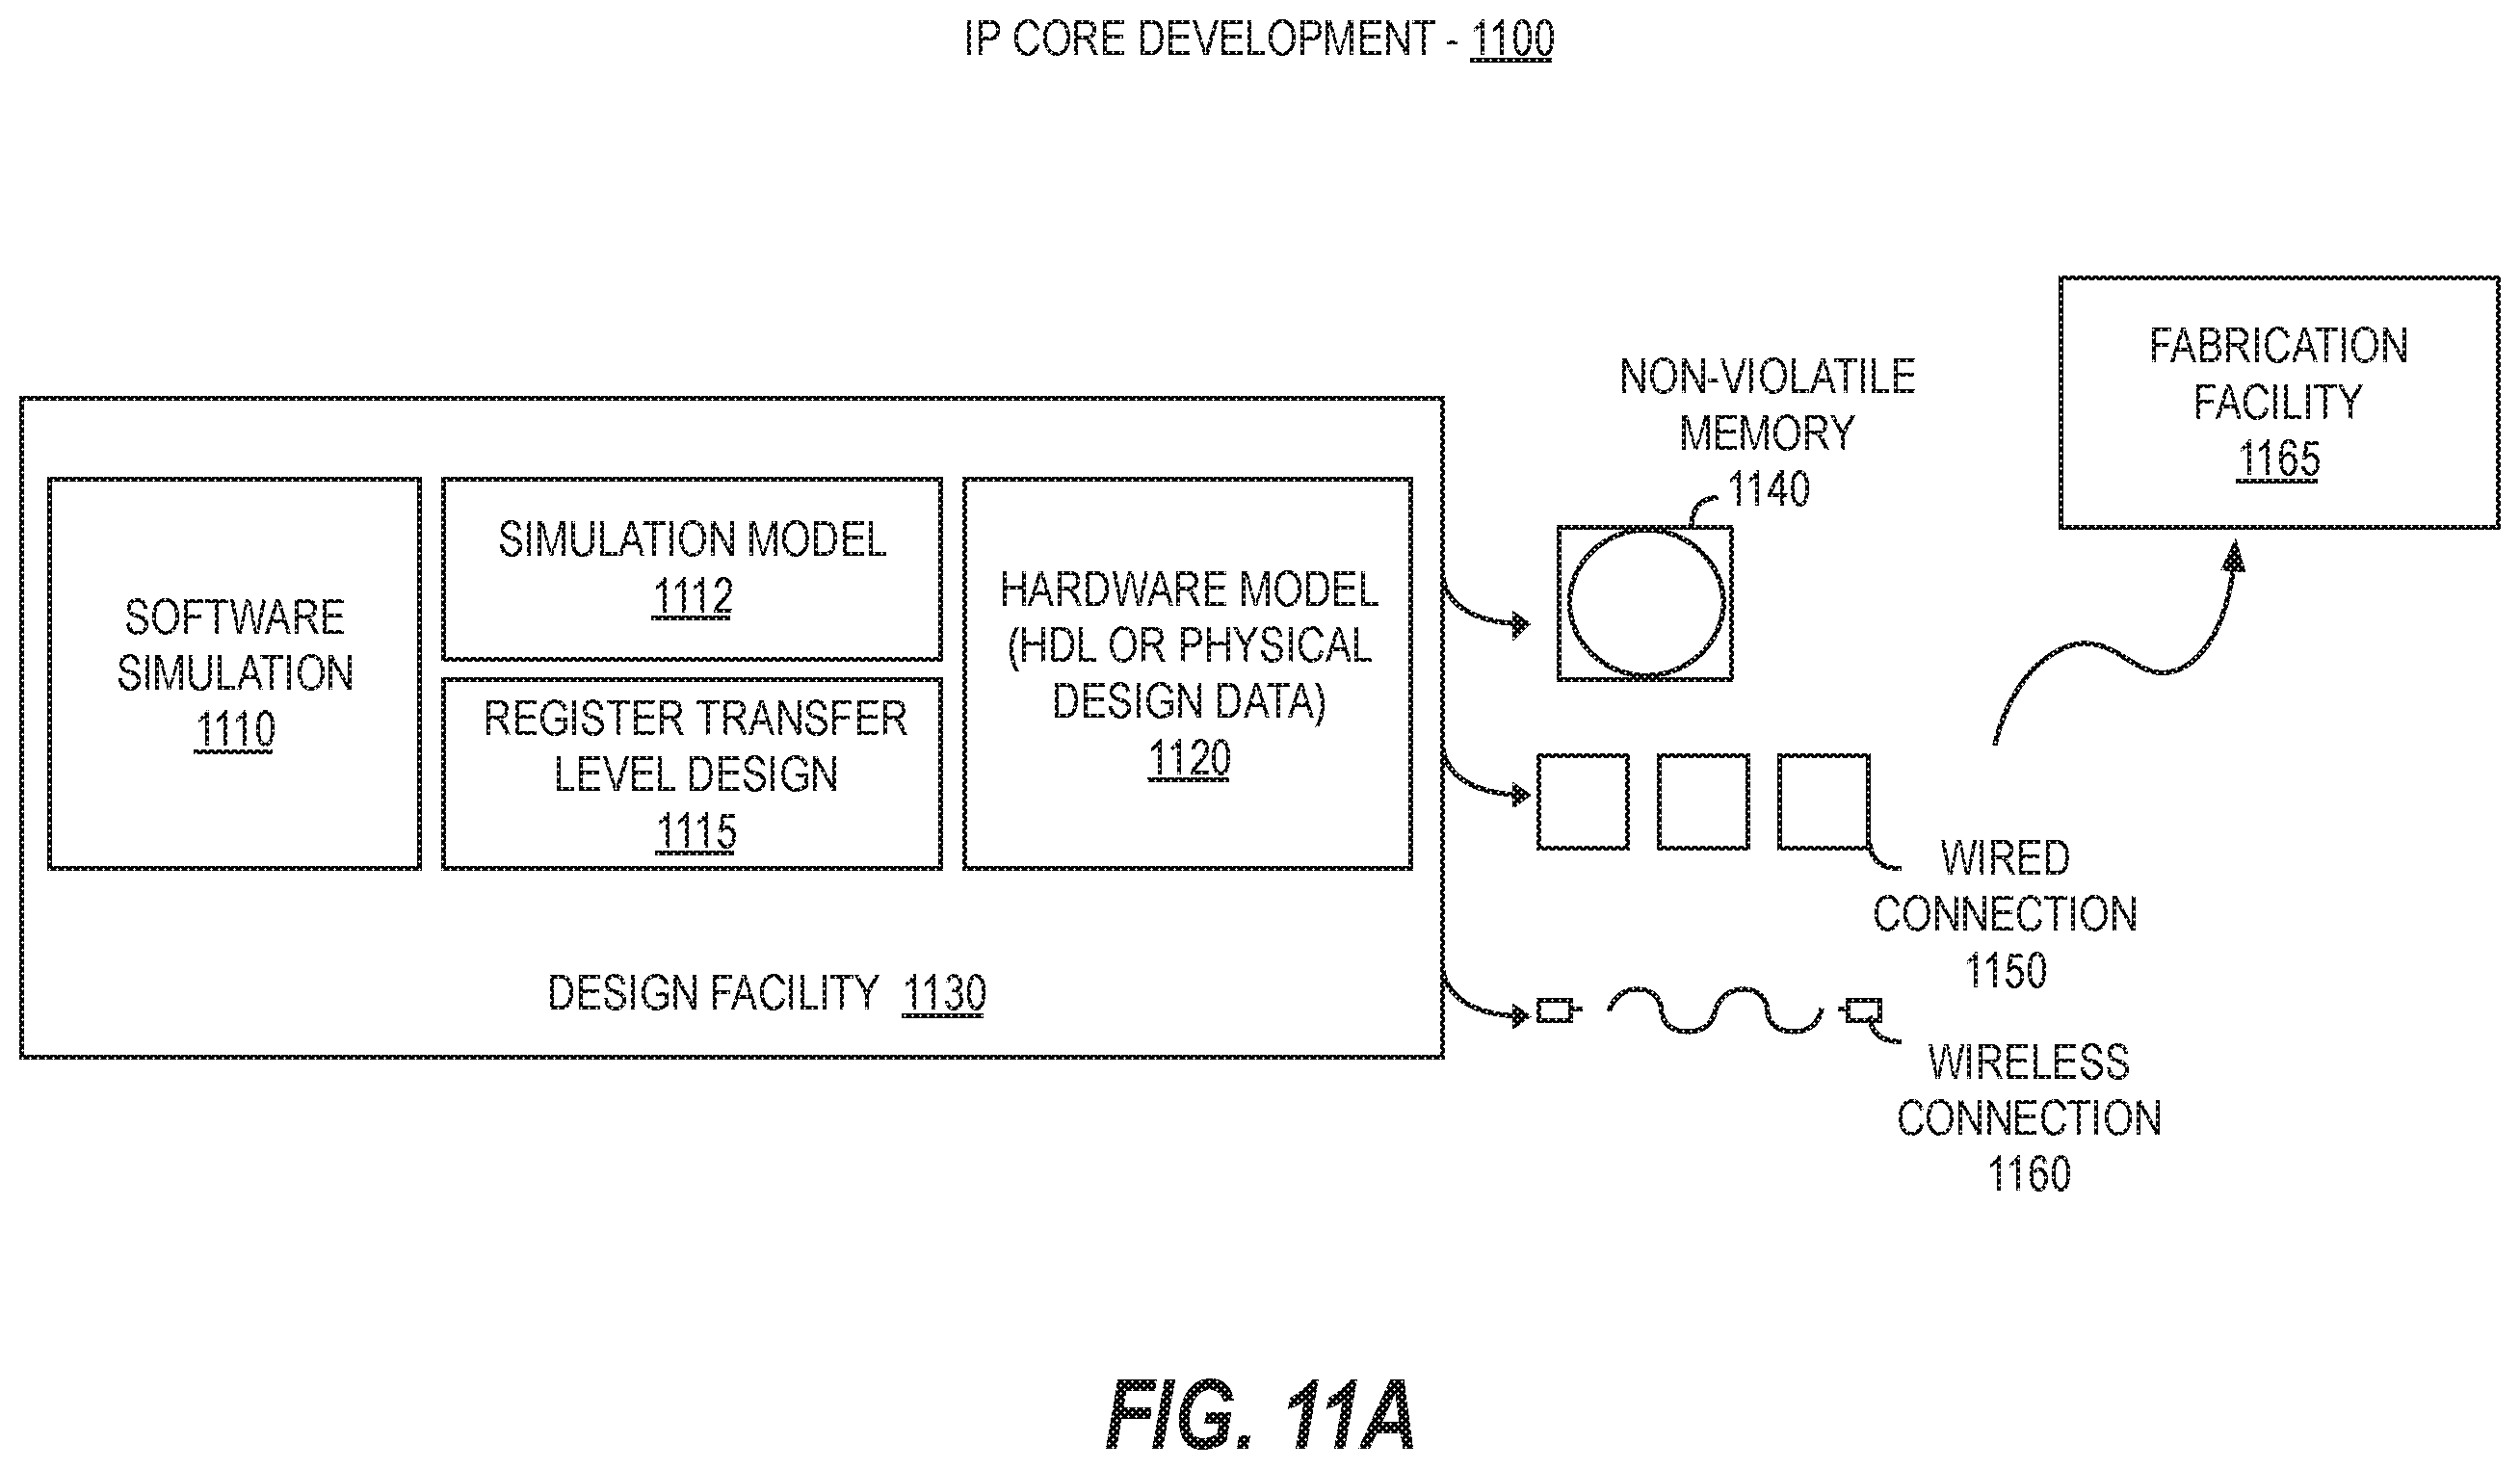 IP CORE DEVELOPMENT - 1100
SOFTWARE
SIMULATION
1110
SIMULATION MODEL
1112
REGISTER TRANSFER
LEVEL DESIGN
1115
HARDWARE MODEL
(HDL OR PHYSICAL
DESIGN DATA)
1120
DESIGN FACILITY 1130
NON-VIOLATILE
MEMORY
1140
WIRED
CONNECTION
1150
WIRELESS
CONNECTION
1160
FABRICATION
FACILITY
1165
FIG. 11A